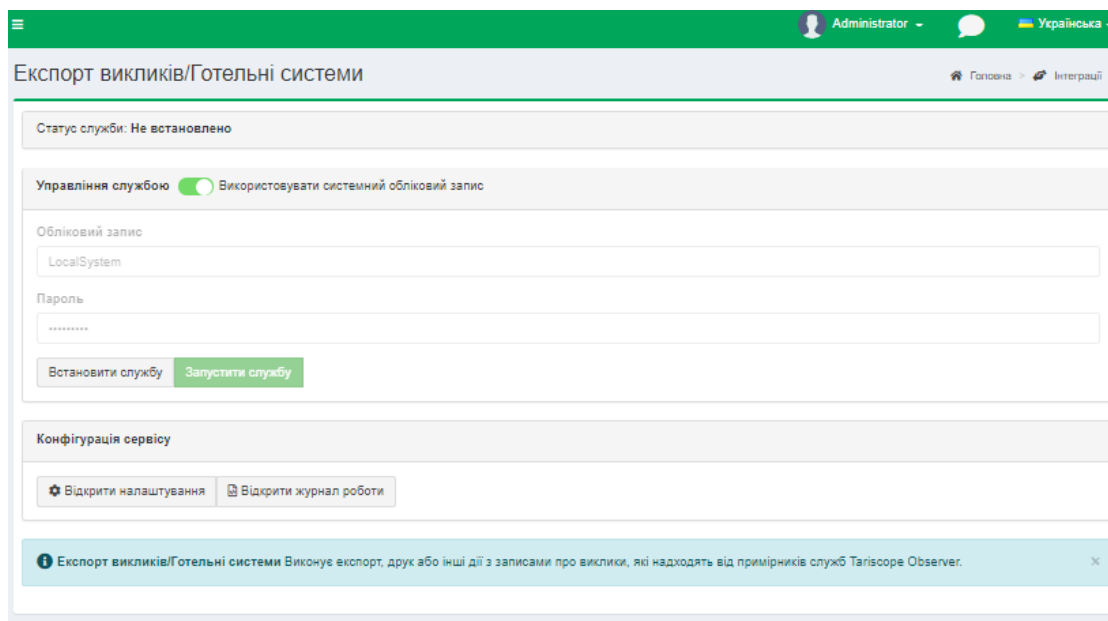 Administrator
Українська
Експорт викликів/Готельні системи
Головна > Інтеграції
Статус служби: Не встановлено
Управління службою Використовувати системний обліковий запис
Обліковий запис
LocalSystem
Пароль
•••••••••
Встановити службу Запустити службу
Конфігурація сервісу
Відкрити налаштування Відкрити журнал роботи
Експорт викликів/Готельні системи Виконує експорт, друк або інші дії з записами про виклики, які надходять від примірників служб Tariscope Observer. ×